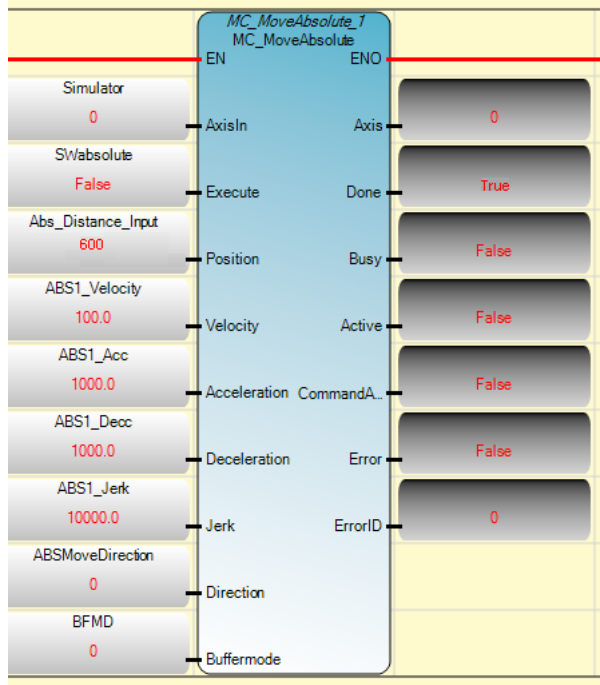 MC_MoveAbsolute_1
MC_MoveAbsolute
EN ENO
Simulator
0 AxisIn Axis 0
SWabsolute
False Execute Done True
Abs_Distance_Input
600 Position Busy False
ABS1_Velocity
100.0 Velocity Active False
ABS1_Acc
1000.0 Acceleration CommandA... False
ABS1_Decc
1000.0 Deceleration Error False
ABS1_Jerk
10000.0 Jerk ErrorID 0
ABSMoveDirection
0 Direction
BFMD
0 Buffermode